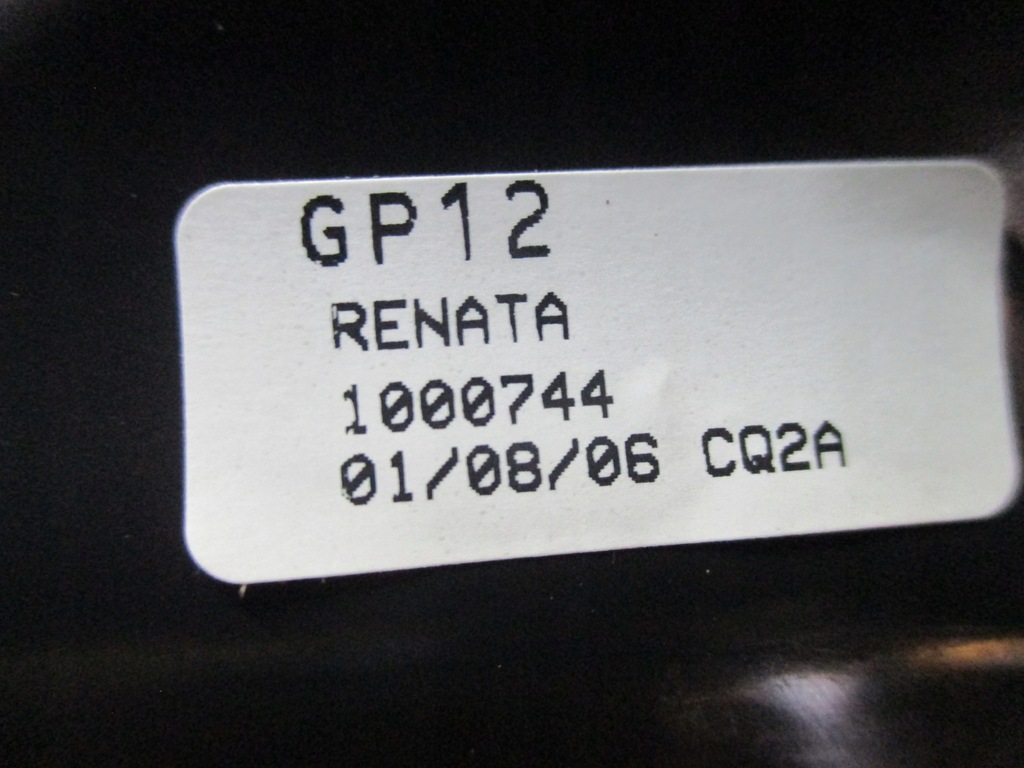 GP12
RENATA
1000744
01/08/06 CQ2A